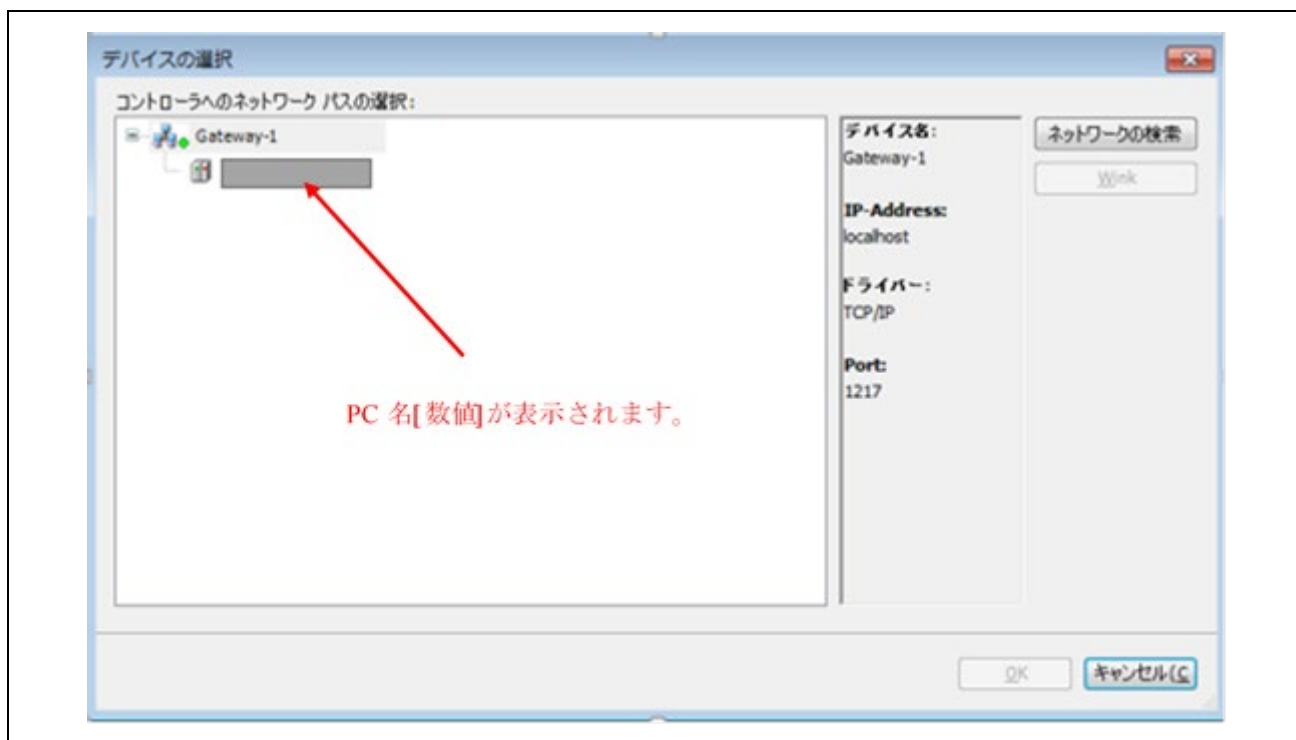 デバイスの選択
コントローラへのネットワーク パスの選択:
Gateway-1
PC 名[数値]が表示されます。
デバイス名:
Gateway-1
IP-Address:
localhost
ドライバー:
TCP/IP
Port:
1217
ネットワークの検索
Wink
OK
キャンセル(C